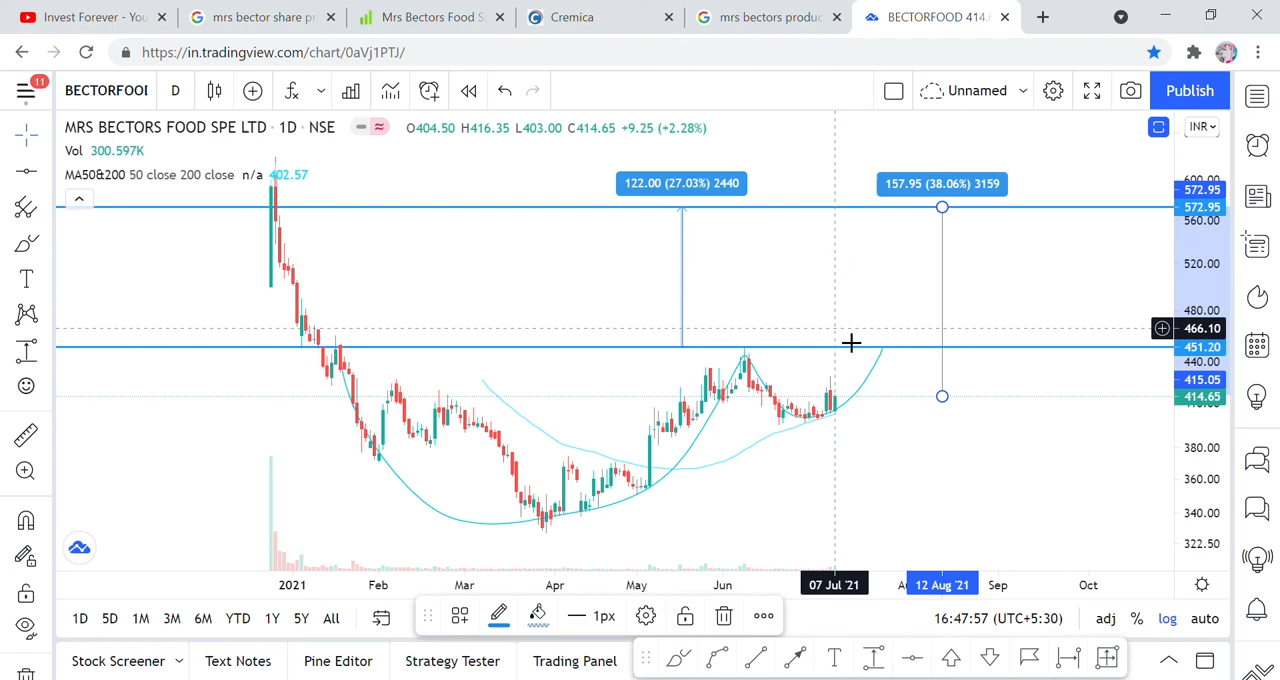 Invest Forever - You
mrs bector share pr
Mrs Bectors Food S
Cremica
mrs bectors produc
BECTORFOOD 414.
https://in.tradingview.com/chart/0aVj1PTJ/
11
BECTORFOOI
D
Unnamed
Publish
MRS BECTORS FOOD SPE LTD · 1D · NSE
O404.50 H416.35 L403.00 C414.65 +9.25 (+2.28%)
INR
Vol 300.597K
MA50&200 50 close 200 close n/a 402.57
122.00 (27.03%) 2440
157.95 (38.06%) 3159
600.00
572.95
572.95
560.00
520.00
480.00
466.10
451.20
440.00
415.05
414.65
380.00
360.00
340.00
322.50
2021
Feb
Mar
Apr
May
Jun
07 Jul '21
12 Aug '21
Sep
Oct
1D
5D
1M
3M
6M
YTD
1Y
5Y
All
1px
16:47:57 (UTC+5:30)
adj
%
log
auto
Stock Screener
Text Notes
Pine Editor
Strategy Tester
Trading Panel